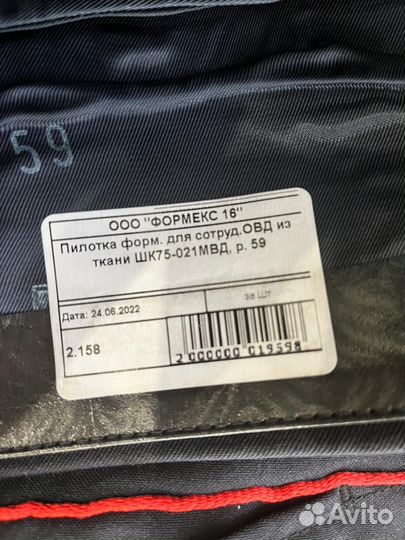 59
ООО "ФОРМЕКС 16"
Пилотка форм. для сотруд.ОВД из
ткани ШК75-021МВД, р. 59
за шт
Дата: 24.06.2022
2.158
2 000000 019598
Avito